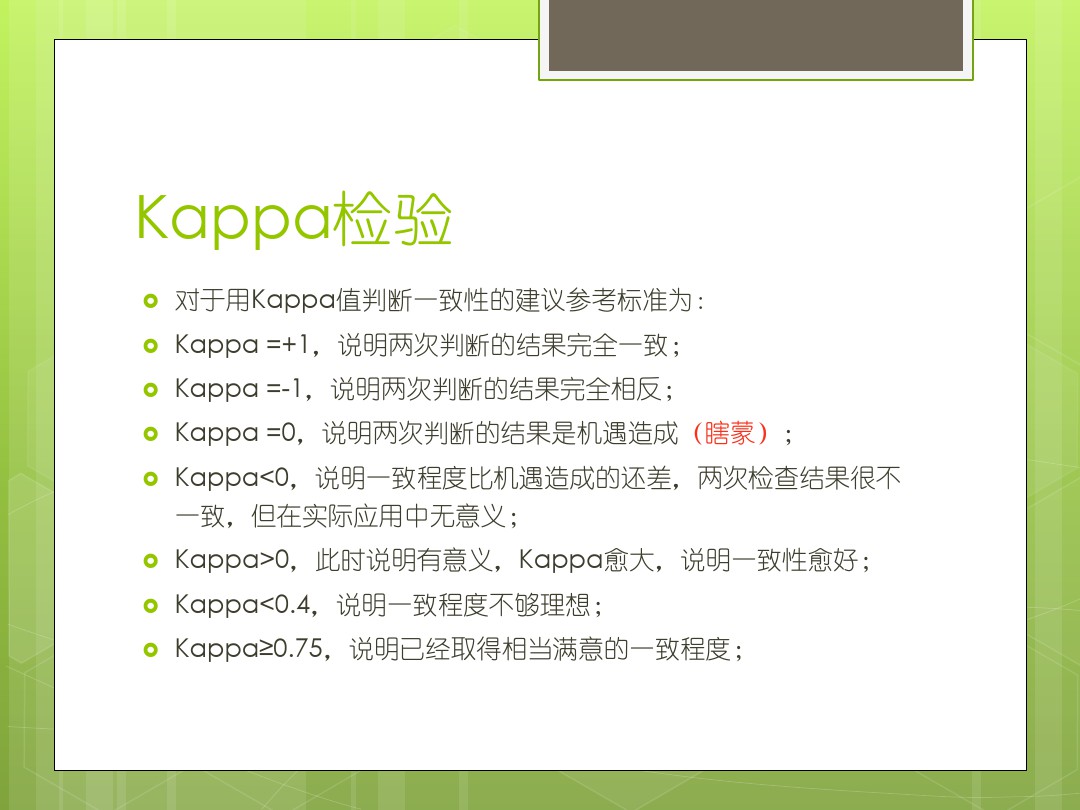 Kappa检验
对于用Kappa值判断一致性的建议参考标准为：
Kappa =+1，说明两次判断的结果完全一致；
Kappa =-1，说明两次判断的结果完全相反；
Kappa =0，说明两次判断的结果是机遇造成（瞎蒙）；
Kappa<0，说明一致程度比机遇造成的还差，两次检查结果很不
一致，但在实际应用中无意义；
Kappa>0，此时说明有意义，Kappa愈大，说明一致性愈好；
Kappa<0.4，说明一致程度不够理想；
Kappa≥0.75，说明已经取得相当满意的一致程度；